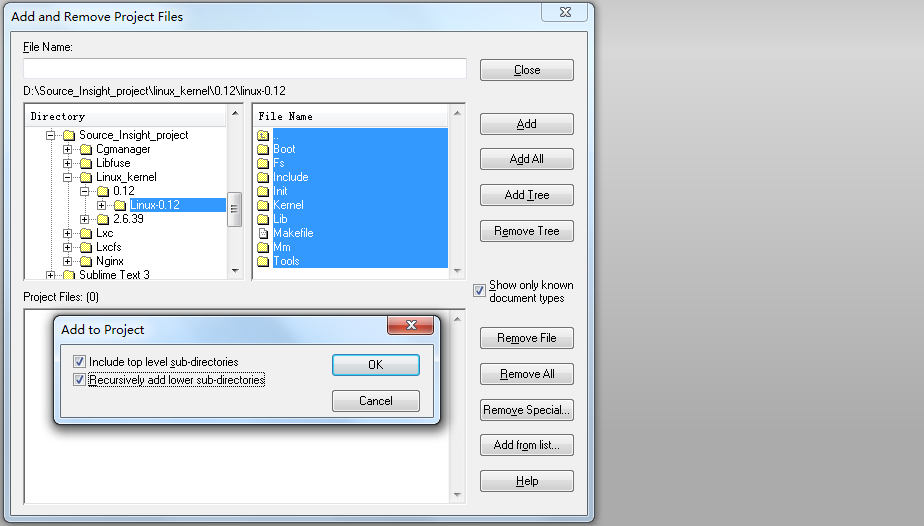 Add and Remove Project Files
File Name:
Close
D:\Source_Insight_project\linux_kernel\0.12\linux-0.12
Directory
Source_Insight_project
Cgmanager
Libfuse
Linux_kernel
0.12
Linux-0.12
2.6.39
Lxc
Lxcfs
Nginx
Sublime Text 3
File Name
..
Boot
Fs
Include
Init
Kernel
Lib
Makefile
Mm
Tools
Add
Add All
Add Tree
Remove Tree
Show only known
document types
Project Files: (0)
Add to Project
Include top level sub-directories
Recursively add lower sub-directories
OK
Cancel
Remove File
Remove All
Remove Special...
Add from list...
Help